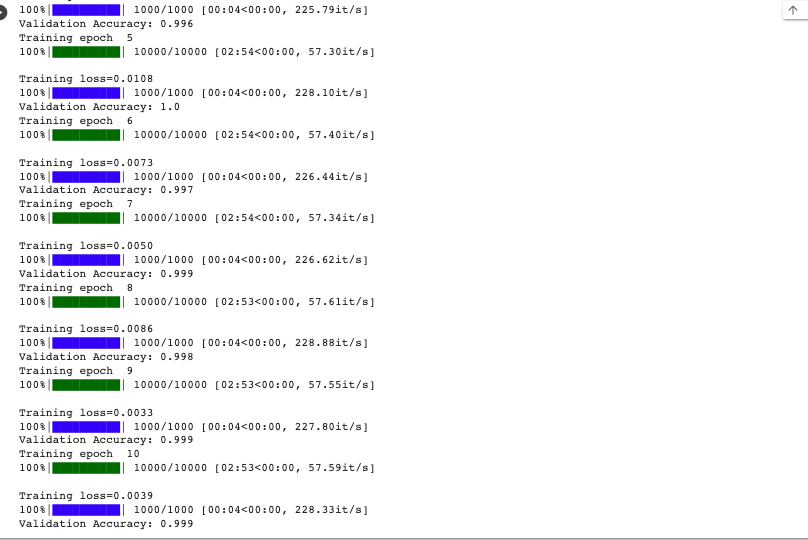 100%|██████████| 1000/1000 [00:04<00:00, 225.79it/s]
Validation Accuracy: 0.996
Training epoch  5
100%|██████████| 10000/10000 [02:54<00:00, 57.30it/s]
Training loss=0.0108
100%|██████████| 1000/1000 [00:04<00:00, 228.10it/s]
Validation Accuracy: 1.0
Training epoch  6
100%|██████████| 10000/10000 [02:54<00:00, 57.40it/s]
Training loss=0.0073
100%|██████████| 1000/1000 [00:04<00:00, 226.44it/s]
Validation Accuracy: 0.997
Training epoch  7
100%|██████████| 10000/10000 [02:54<00:00, 57.34it/s]
Training loss=0.0050
100%|██████████| 1000/1000 [00:04<00:00, 226.62it/s]
Validation Accuracy: 0.999
Training epoch  8
100%|██████████| 10000/10000 [02:53<00:00, 57.61it/s]
Training loss=0.0086
100%|██████████| 1000/1000 [00:04<00:00, 228.88it/s]
Validation Accuracy: 0.998
Training epoch  9
100%|██████████| 10000/10000 [02:53<00:00, 57.55it/s]
Training loss=0.0033
100%|██████████| 1000/1000 [00:04<00:00, 227.80it/s]
Validation Accuracy: 0.999
Training epoch  10
100%|██████████| 10000/10000 [02:53<00:00, 57.59it/s]
Training loss=0.0039
100%|██████████| 1000/1000 [00:04<00:00, 228.33it/s]
Validation Accuracy: 0.999